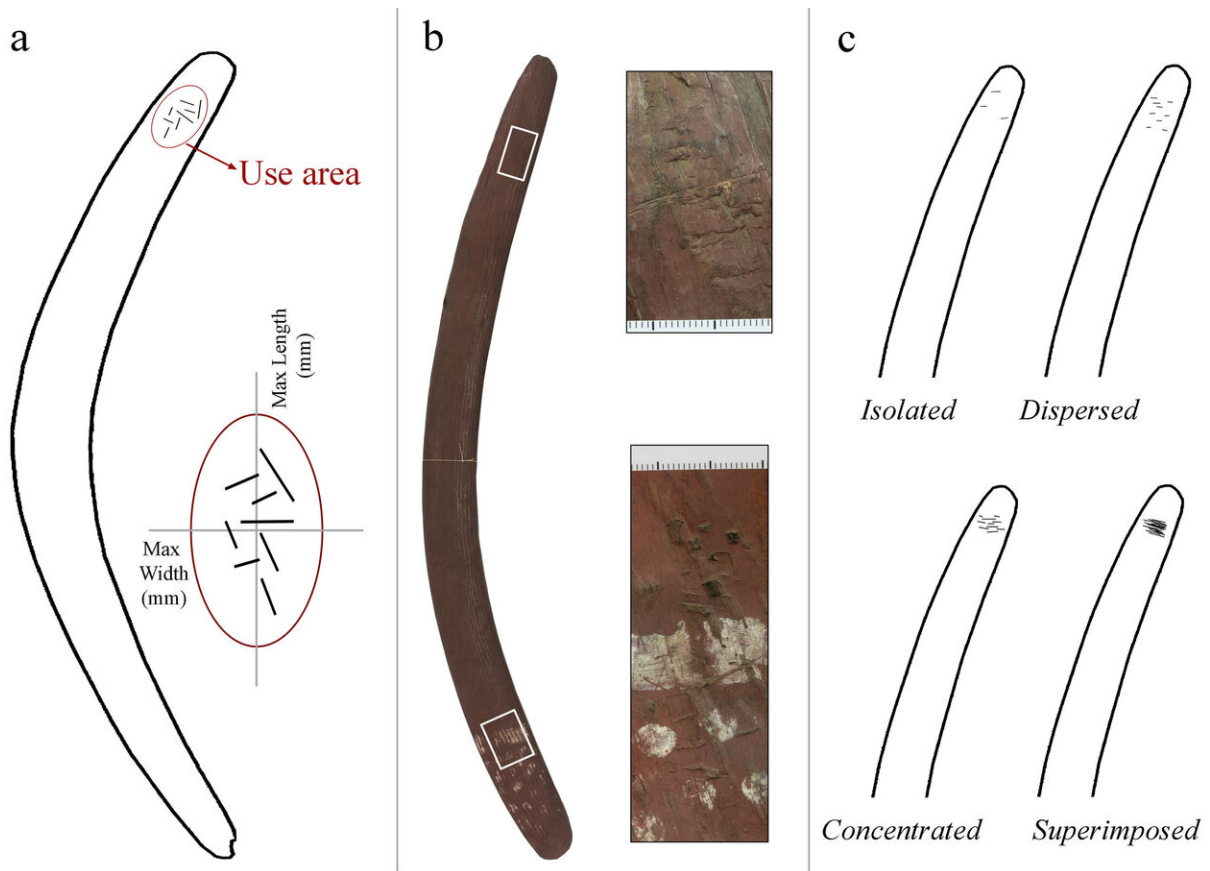 a
Use area
Max Length
(mm)
Max
Width
(mm)
b
c
Isolated
Dispersed
Concentrated
Superimposed